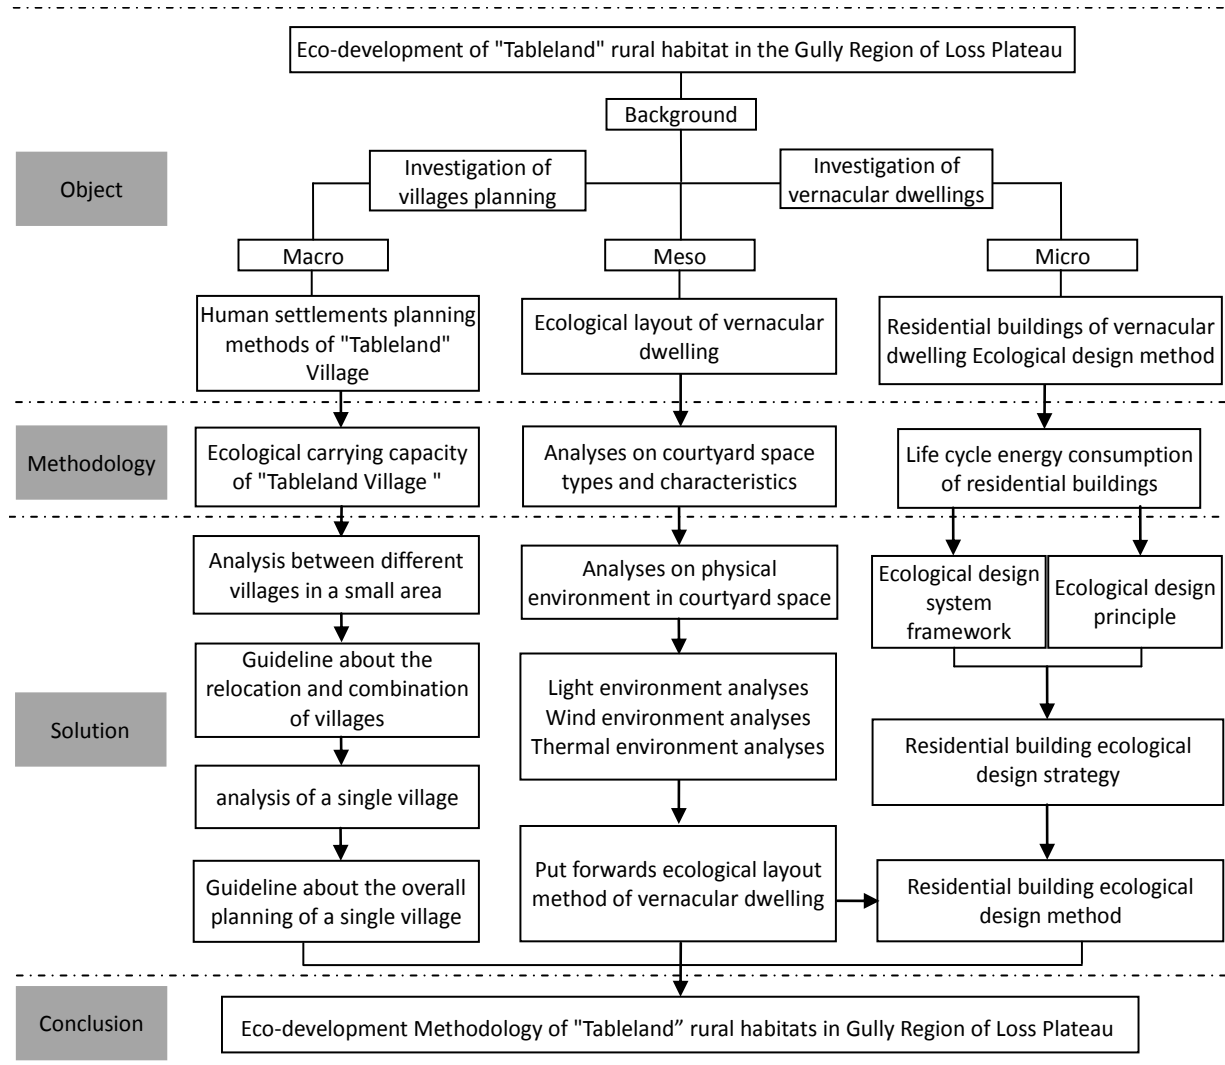 Eco-development of "Tableland" rural habitat in the Gully Region of Loss Plateau
Background
Object
Investigation of
villages planning
Investigation of
vernacular dwellings
Macro
Meso
Micro
Human settlements planning
methods of "Tableland"
Village
Ecological layout of vernacular
dwelling
Residential buildings of vernacular
dwelling Ecological design method
Methodology
Ecological carrying capacity
of "Tableland Village "
Analyses on courtyard space
types and characteristics
Life cycle energy consumption
of residential buildings
Solution
Analysis between different
villages in a small area
Analyses on physical
environment in courtyard space
Ecological design
system
framework
Ecological design
principle
Guideline about the
relocation and combination
of villages
Light environment analyses
Wind environment analyses
Thermal environment analyses
Residential building ecological
design strategy
analysis of a single village
Guideline about the overall
planning of a single village
Put forwards ecological layout
method of vernacular dwelling
Residential building ecological
design method
Conclusion
Eco-development Methodology of "Tableland” rural habitats in Gully Region of Loss Plateau